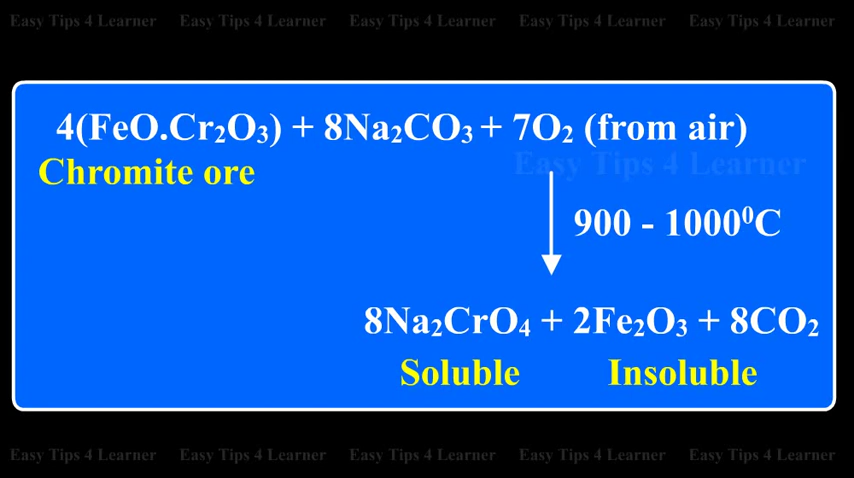 Easy Tips 4 Learner Easy Tips 4 Learner Easy Tips 4 Learner Easy Tips 4 Learner Easy Tips 4 Learner
4(FeO.Cr₂O₃) + 8Na₂CO₃ + 7O₂ (from air)
Chromite ore
Easy Tips 4 Learner
900 - 1000⁰C
8Na₂CrO₄ + 2Fe₂O₃ + 8CO₂
Soluble Insoluble
Easy Tips 4 Learner Easy Tips 4 Learner Easy Tips 4 Learner Easy Tips 4 Learner Easy Tips 4 Learner